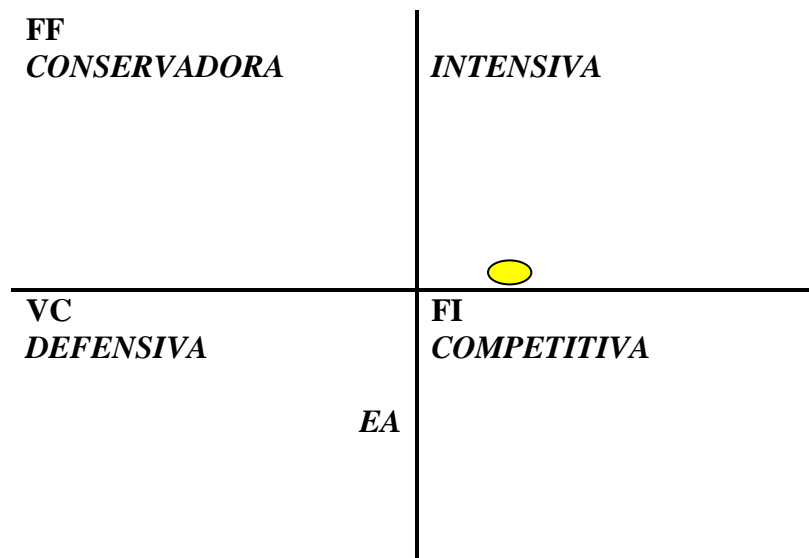 FF
CONSERVADORA
INTENSIVA
VC
DEFENSIVA
EA
FI
COMPETITIVA